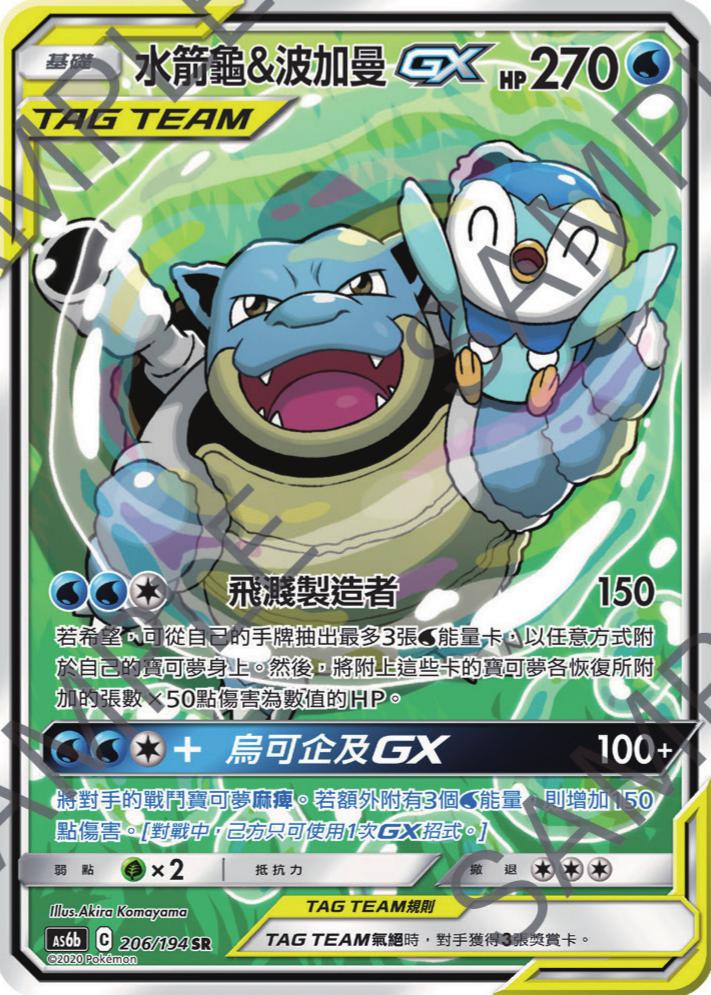 基礎 水箭龜&波加曼 GX HP 270
TAG TEAM
SAMPLE
飛濺製造者 150
若希望,可從自己的手牌抽出最多3張能量卡,以任意方式附
於自己的寶可夢身上。然後,將附上這些卡的寶可夢各恢復所附
加的張數×50點傷害為數值的HP。
+ 烏可企及GX 100+
將對手的戰鬥寶可夢麻痺。若額外附有3個能量,則增加150
點傷害。[對戰中,己方只可使用1次GX招式。]
弱點 ×2 抵抗力 撤退
Illus.Akira Komayama
TAG TEAM規則
AS6b C 206/194 SR
TAG TEAM氣絕時,對手獲得3張獎賞卡。
©2020 Pokémon